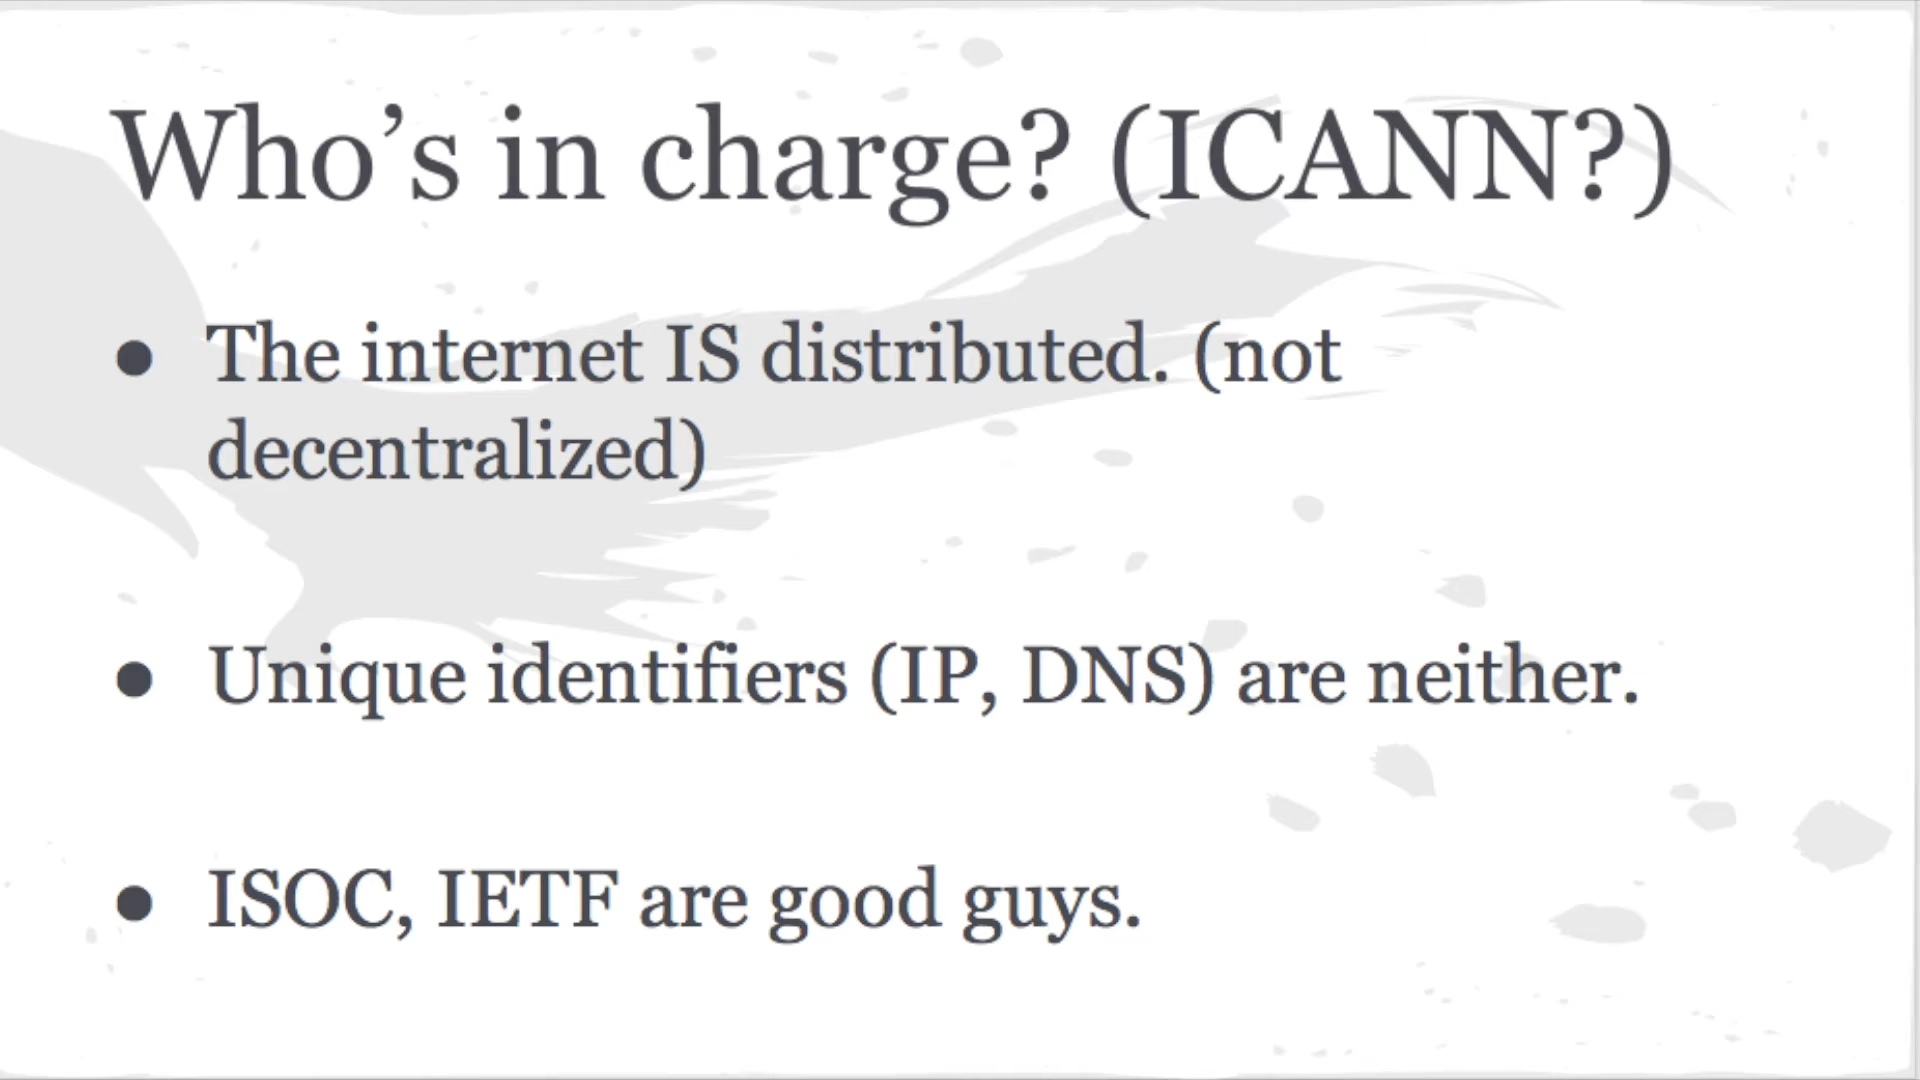 Who’s in charge? (ICANN?)
● The internet IS distributed. (not
decentralized)
● Unique identifiers (IP, DNS) are neither.
● ISOC, IETF are good guys.